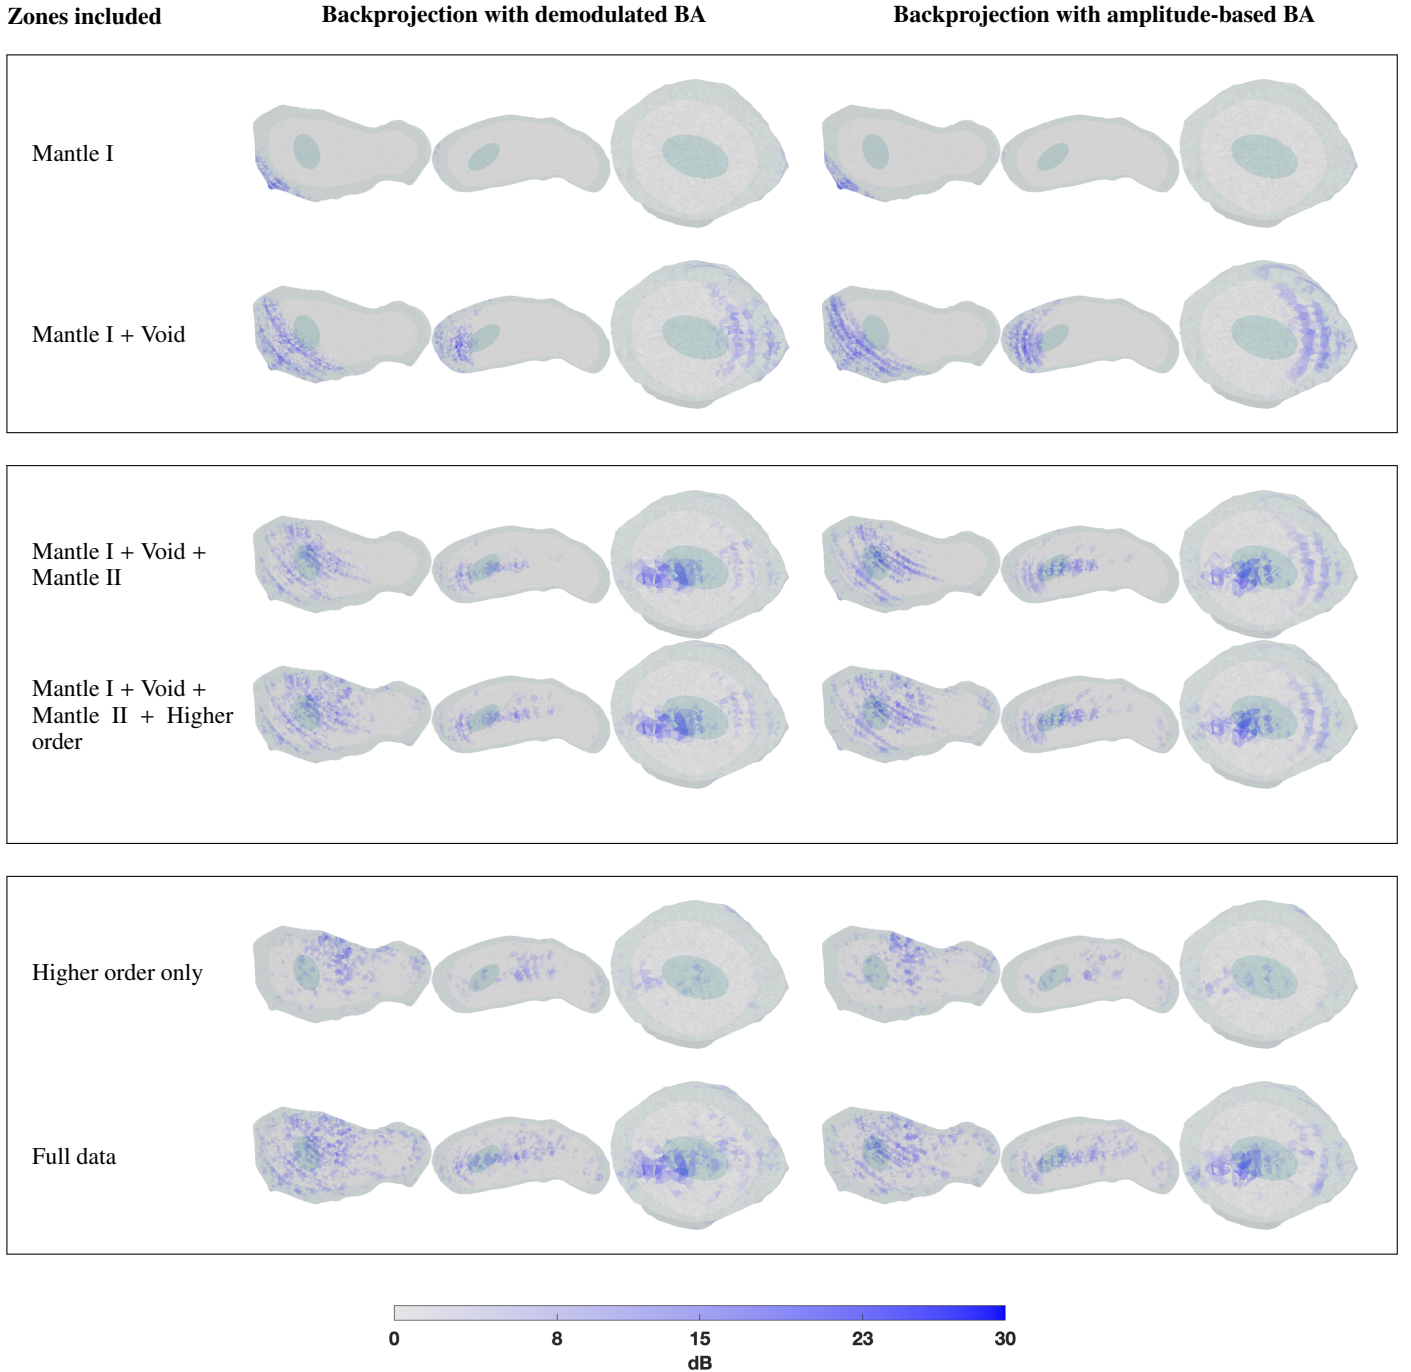 Zones included Backprojection with demodulated BA Backprojection with amplitude-based BA
Mantle I
Mantle I + Void
Mantle I + Void +
Mantle II
Mantle I + Void +
Mantle II + Higher
order
Higher order only
Full data
0 8 15 23 30
dB